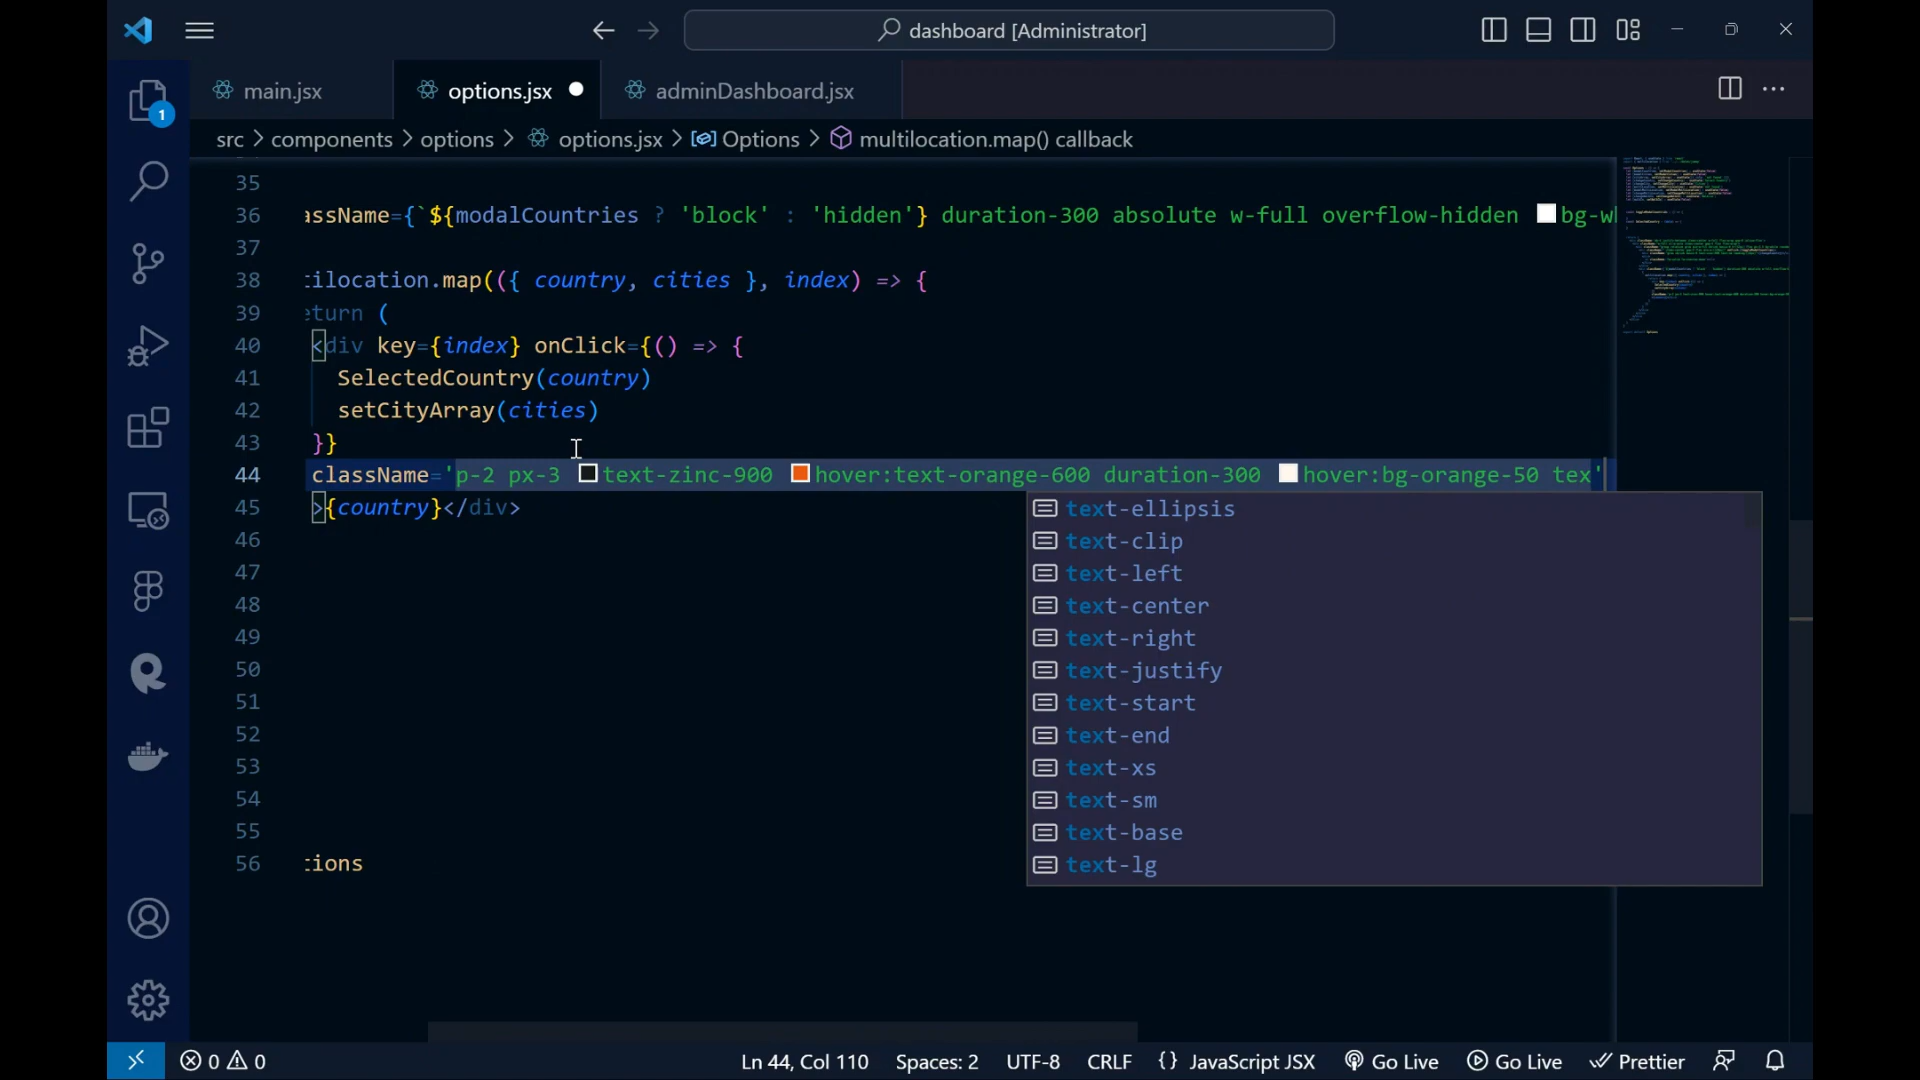 dashboard [Administrator]
main.jsx options.jsx adminDashboard.jsx
1
src > components > options > options.jsx > Options > multilocation.map() callback
35
36 assName={`${modalCountries ? 'block' : 'hidden'} duration-300 absolute w-full overflow-hidden bg-wh
37
38 tilocation.map(({ country, cities }, index) => {
39 eturn (
40 <div key={index} onClick={() => {
41 SelectedCountry(country)
42 setCityArray(cities)
43 }}
44 className='p-2 px-3 text-zinc-900 hover:text-orange-600 duration-300 hover:bg-orange-50 tex'
45 >{country}</div>
text-ellipsis
46
text-clip
47
text-left
48
text-center
49
text-right
50
text-justify
51
text-start
52
text-end
53
text-xs
54
text-sm
55
text-base
56 tions
text-lg
0 0 Ln 44, Col 110 Spaces: 2 UTF-8 CRLF {} JavaScript JSX Go Live Go Live Prettier